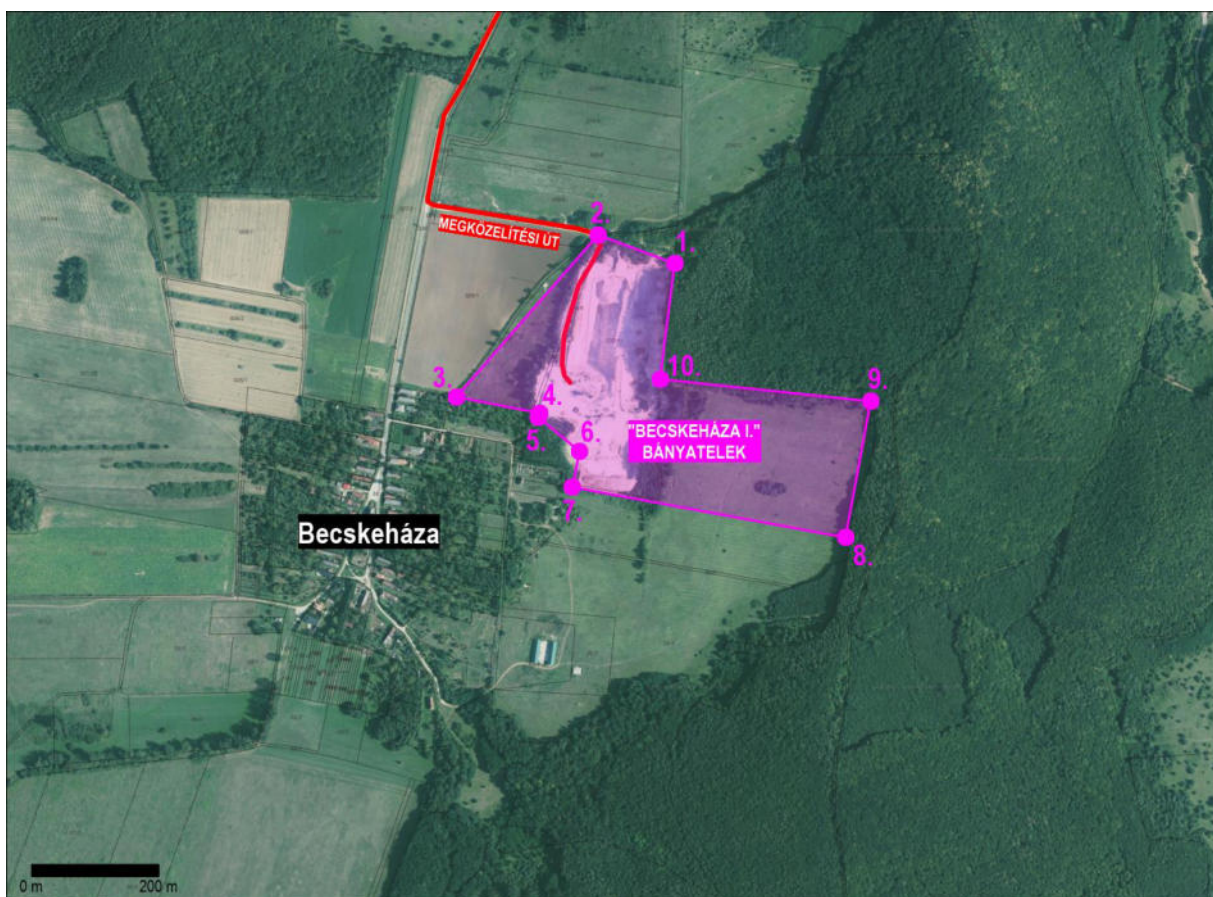 2.
MEGKÖZELÍTÉSI ÚT
1.
10.
9.
3.
4.
5.
6.
"BECSKEHÁZA I."
BÁNYATELEK
7.
Becskeháza
8.
0 m 200 m